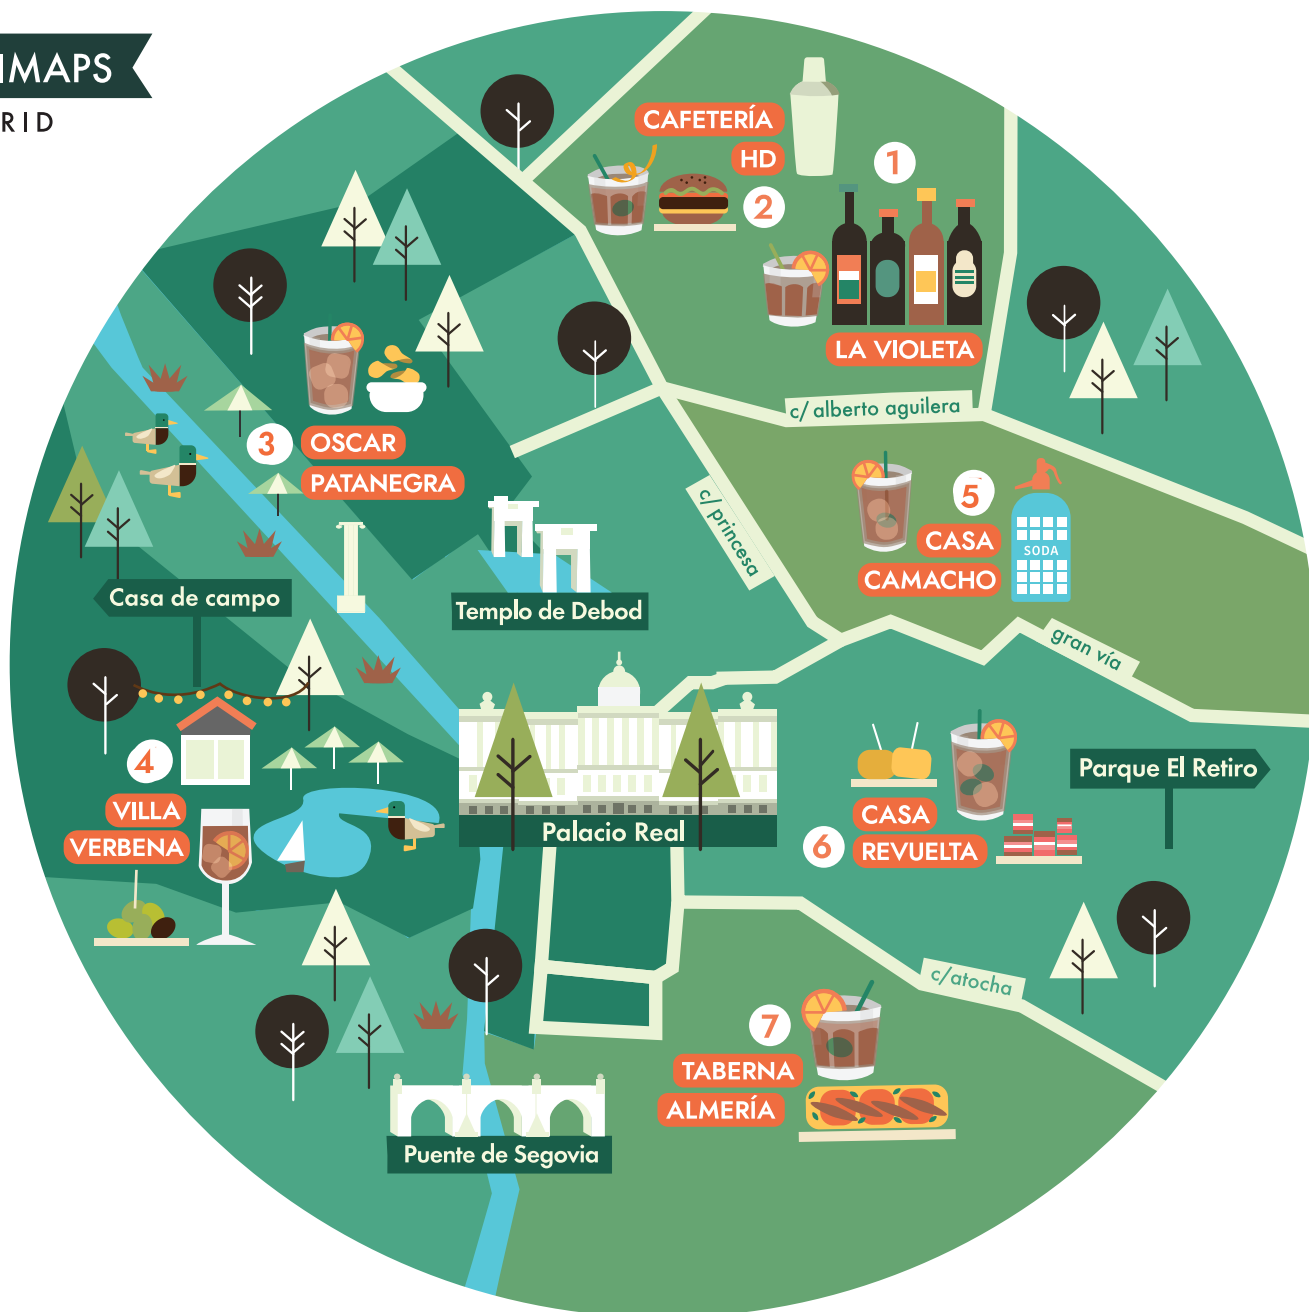 IMAPS
RID
CAFETERÍA
HD
2
1
LA VIOLETA
c/ alberto aguilera
3
OSCAR
PATANEGRA
c/ princesa
5
CASA
CAMACHO
SODA
Casa de campo
Templo de Debod
gran vía
4
VILLA
VERBENA
Palacio Real
Parque El Retiro
6
CASA
REVUELTA
c/atocha
7
TABERNA
ALMERÍA
Puente de Segovia